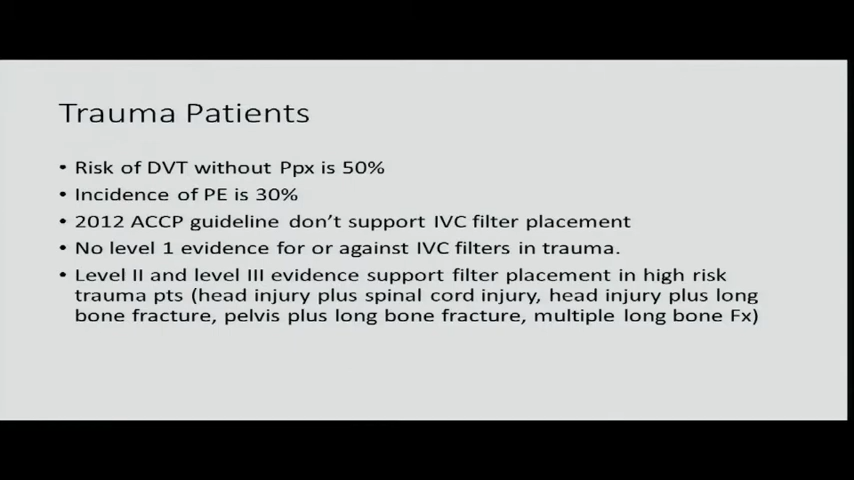 Trauma Patients
• Risk of DVT without Ppx is 50%
• Incidence of PE is 30%
• 2012 ACCP guideline don't support IVC filter placement
• No level 1 evidence for or against IVC filters in trauma.
• Level II and level III evidence support filter placement in high risk
trauma pts (head injury plus spinal cord injury, head injury plus long
bone fracture, pelvis plus long bone fracture, multiple long bone Fx)